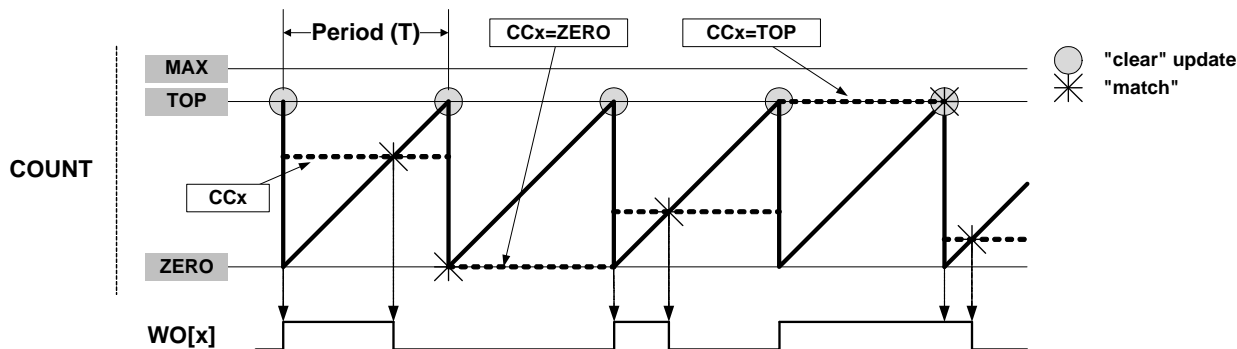 Period (T)
CCx=ZERO
CCx=TOP
MAX
TOP
"clear" update
"match"
COUNT
CCx
ZERO
WO[x]